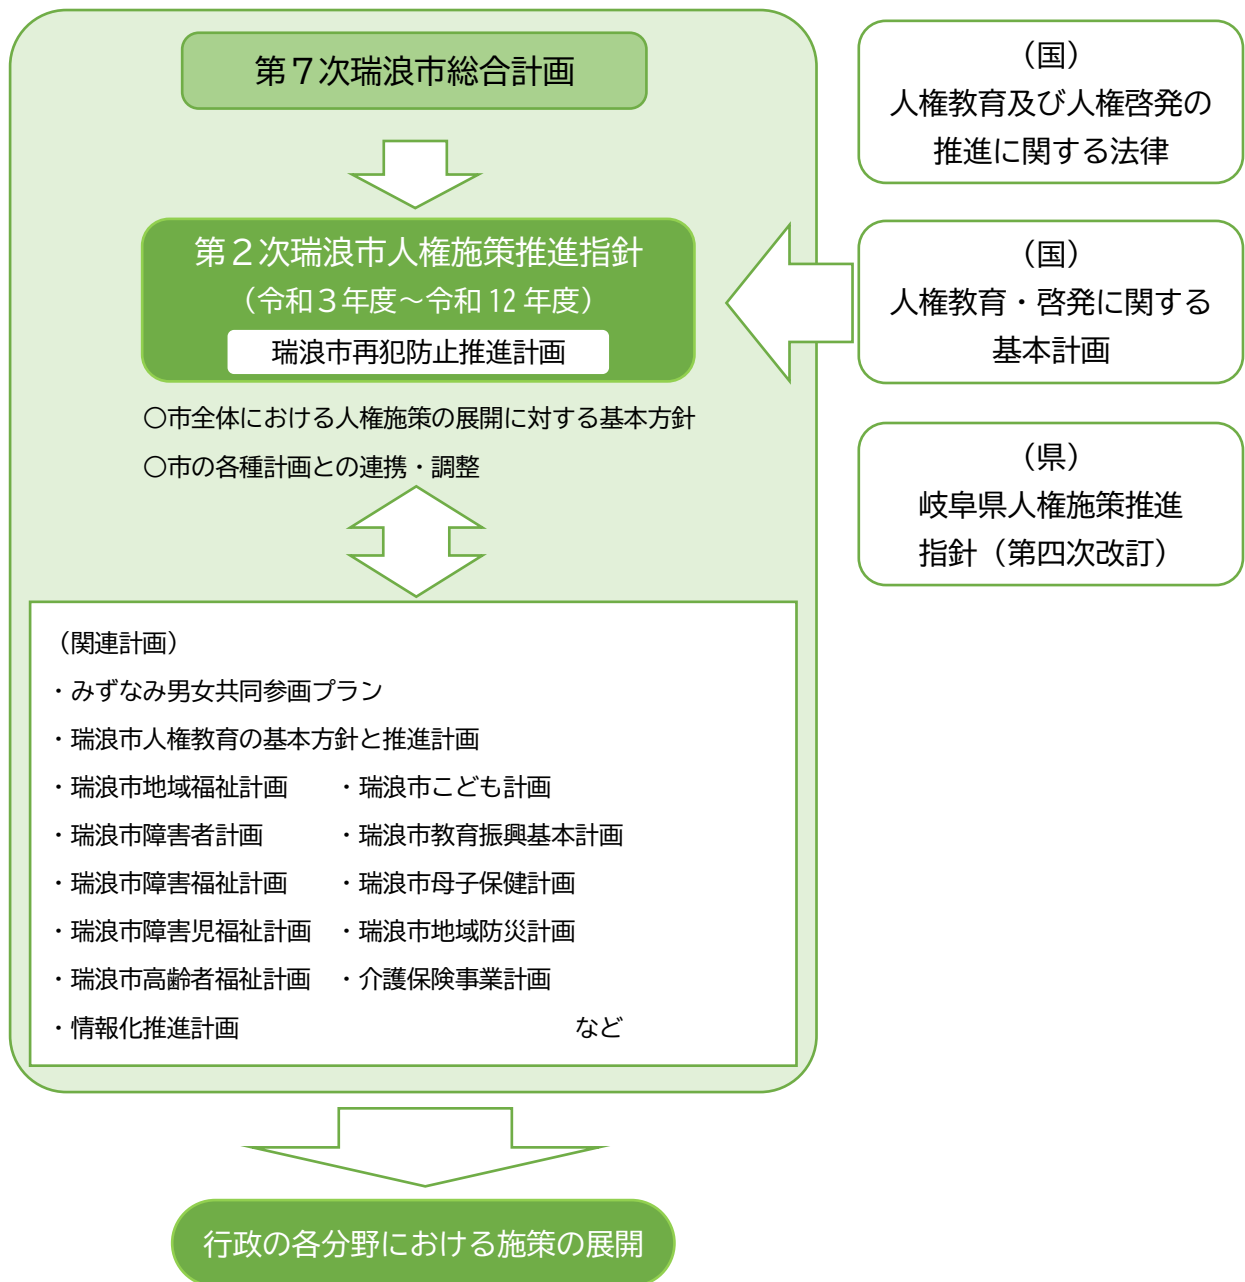 第７次瑞浪市総合計画
第２次瑞浪市人権施策推進指針
（令和３年度～令和 12 年度）
瑞浪市再犯防止推進計画
〇市全体における人権施策の展開に対する基本方針
〇市の各種計画との連携・調整
（関連計画）
・みずなみ男女共同参画プラン
・瑞浪市人権教育の基本方針と推進計画
・瑞浪市地域福祉計画　　・瑞浪市こども計画
・瑞浪市障害者計画　　　・瑞浪市教育振興基本計画
・瑞浪市障害福祉計画　　・瑞浪市母子保健計画
・瑞浪市障害児福祉計画　・瑞浪市地域防災計画
・瑞浪市高齢者福祉計画　・介護保険事業計画
・情報化推進計画　　　　　　　　　　　　　　など
行政の各分野における施策の展開
（国）
人権教育及び人権啓発の
推進に関する法律
（国）
人権教育・啓発に関する
基本計画
（県）
岐阜県人権施策推進
指針（第四次改訂）